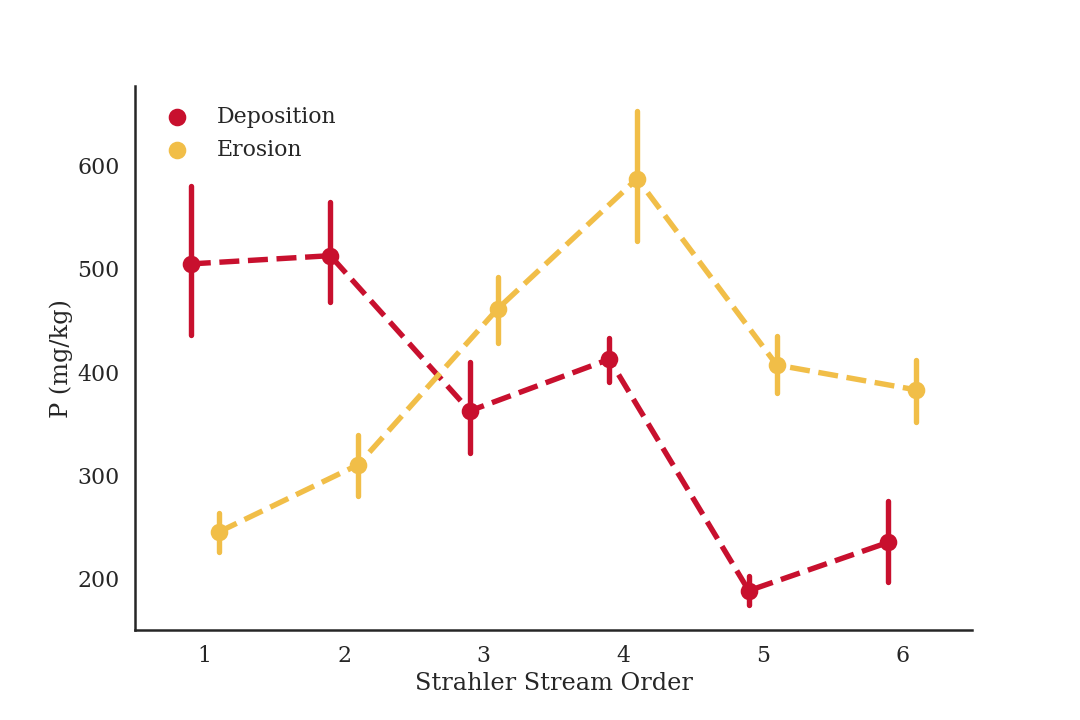 Deposition
Erosion
600
500
400
300
200
P (mg/kg)
1 2 3 4 5 6
Strahler Stream Order